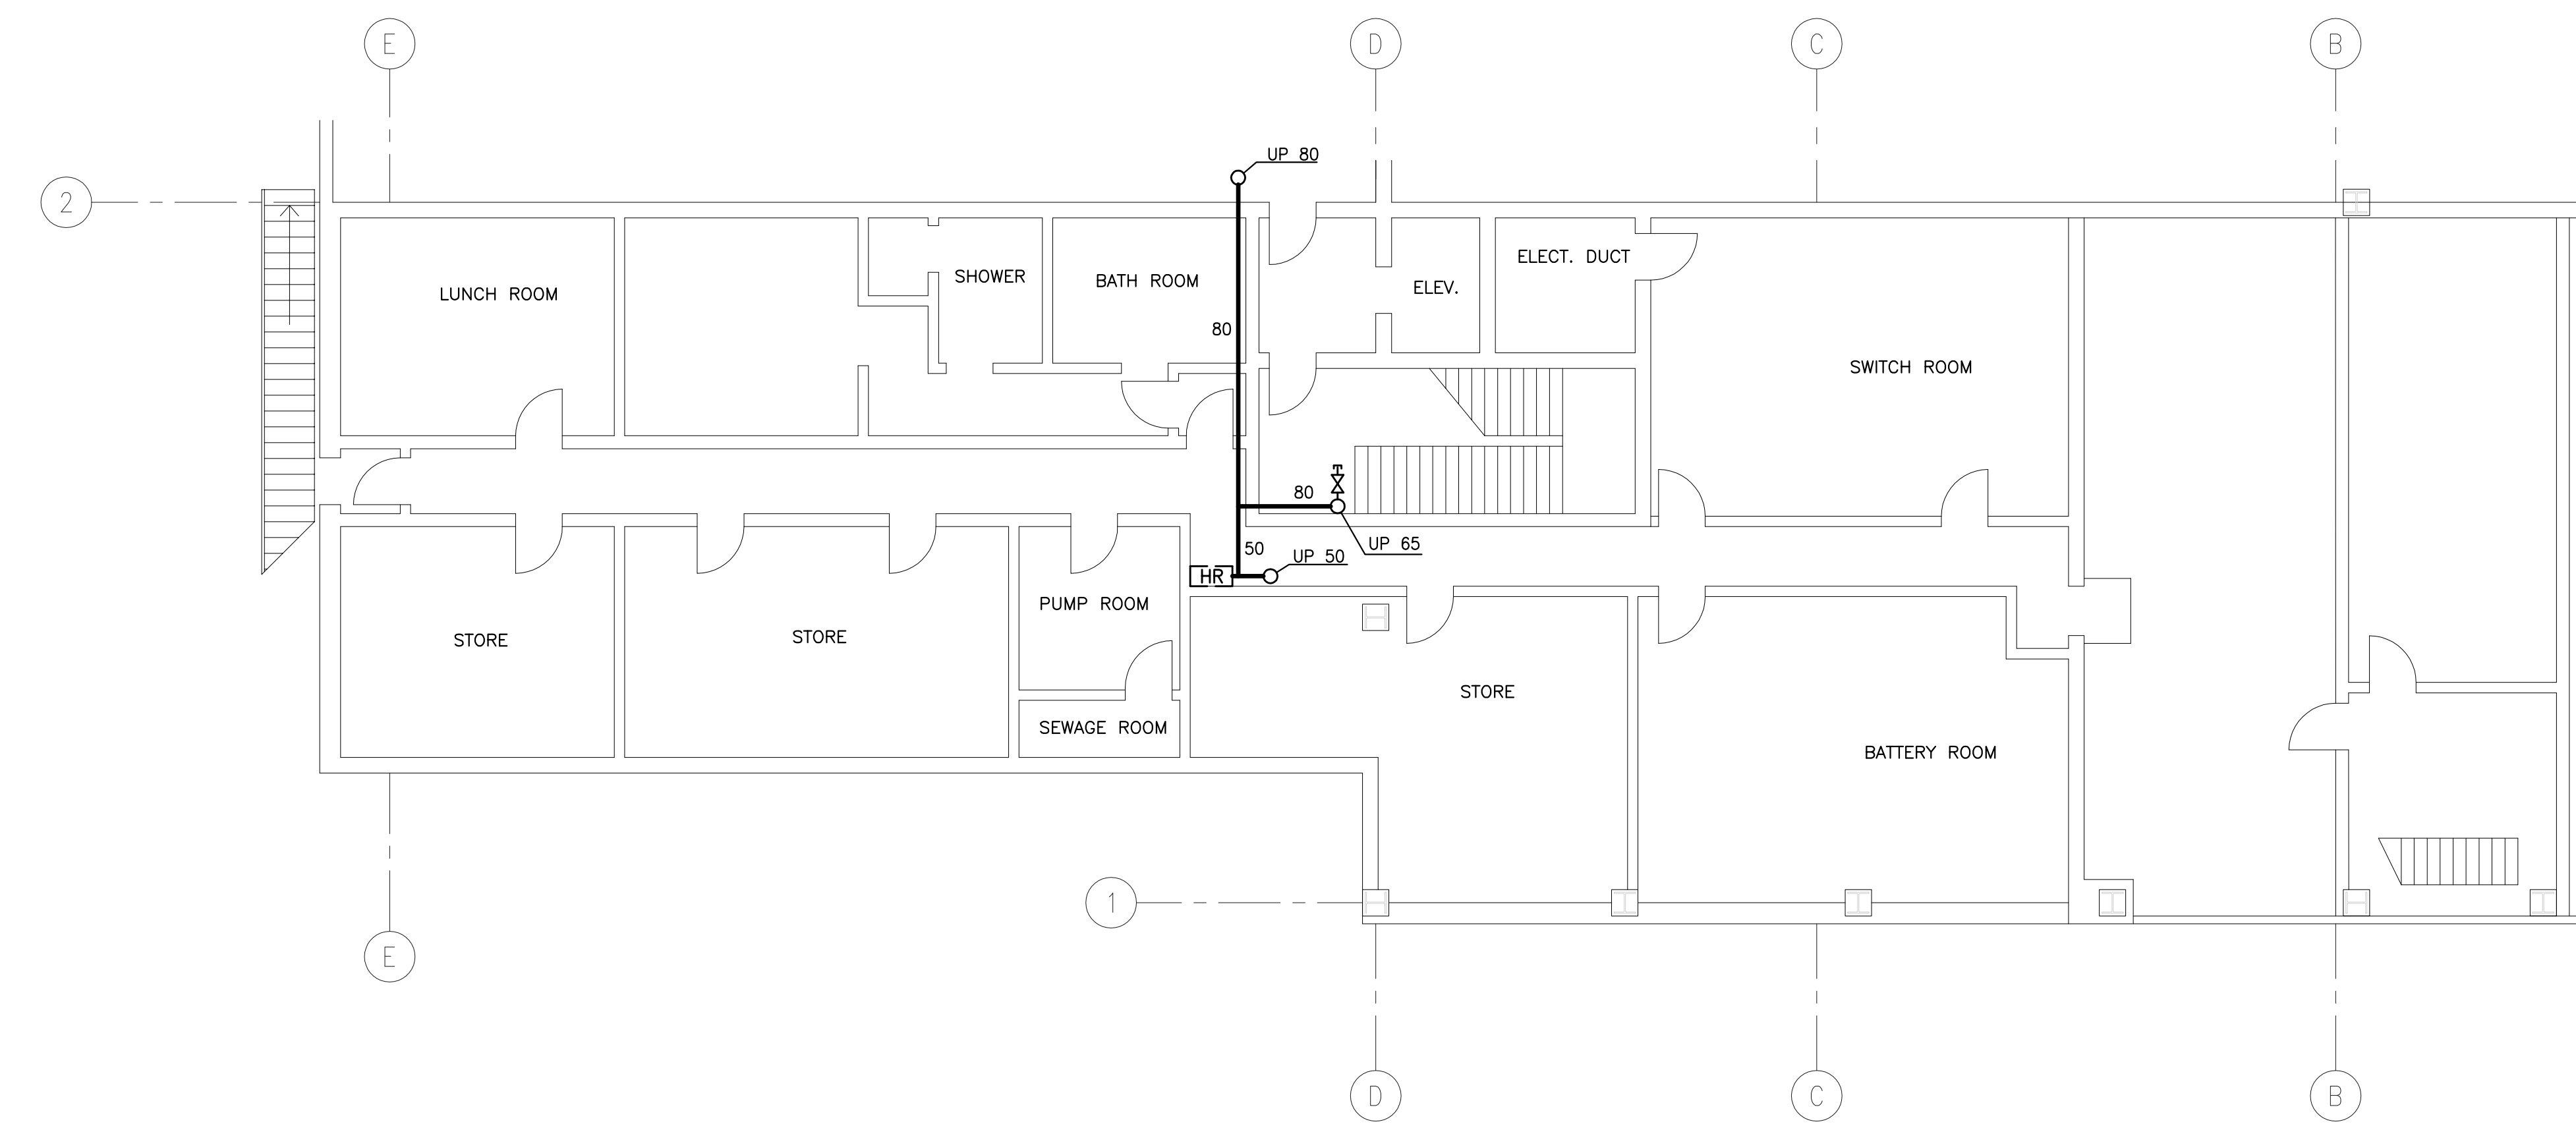 E
D
C
B
UP 80
2
ELECT. DUCT
SHOWER
BATH ROOM
ELEV.
LUNCH ROOM
80
SWITCH ROOM
80
UP 65
50
UP 50
HR
PUMP ROOM
STORE
STORE
STORE
SEWAGE ROOM
BATTERY ROOM
1
E
D
C
B